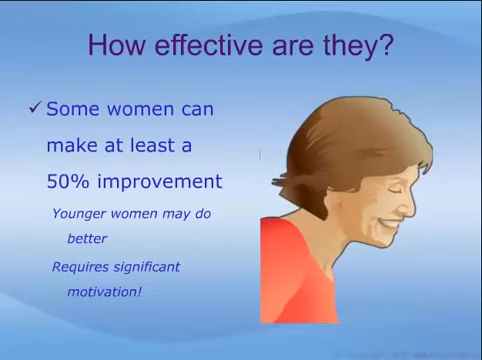 How effective are they?
✓ Some women can
make at least a
50% improvement
Younger women may do
better
Requires significant
motivation!